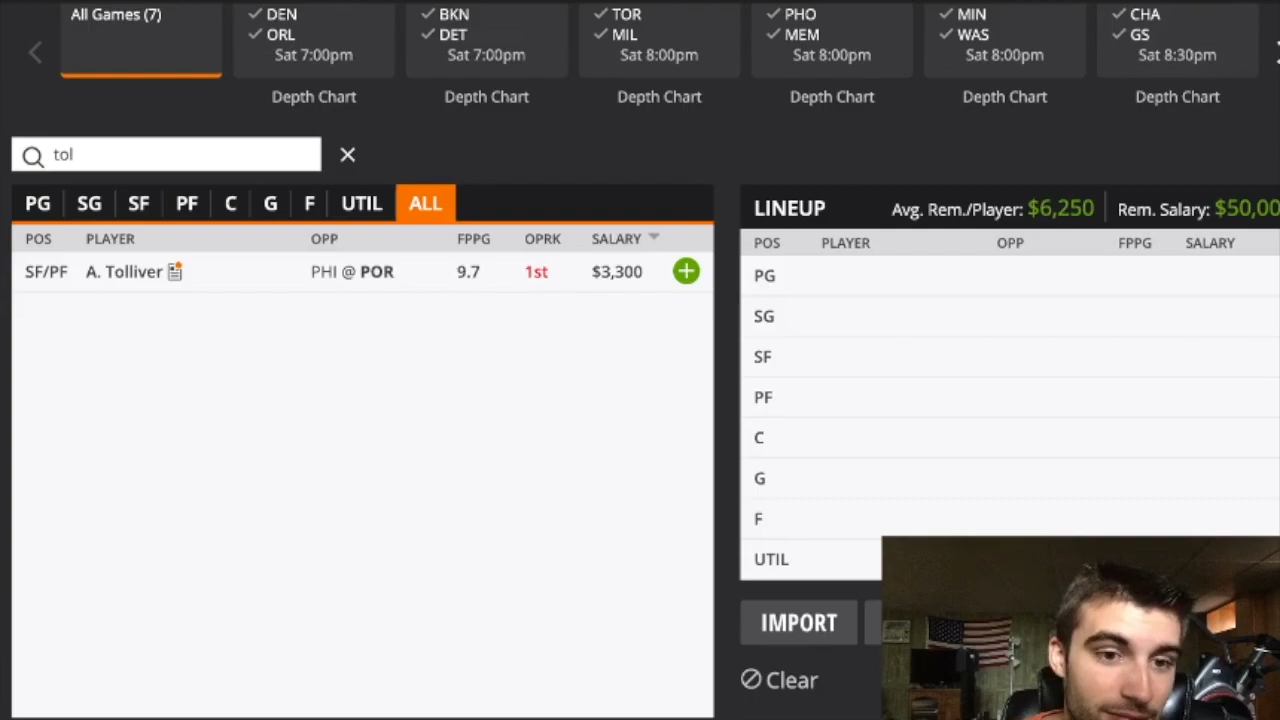 All Games (7)
DEN
ORL
Sat 7:00pm
Depth Chart
BKN
DET
Sat 7:00pm
Depth Chart
TOR
MIL
Sat 8:00pm
Depth Chart
PHO
MEM
Sat 8:00pm
Depth Chart
MIN
WAS
Sat 8:00pm
Depth Chart
CHA
GS
Sat 8:30pm
Depth Chart
tol
PG SG SF PF C G F UTIL ALL
POS PLAYER OPP FPPG OPRK SALARY
SF/PF A. Tolliver PHI @ POR 9.7 1st $3,300
LINEUP Avg. Rem./Player: $6,250 Rem. Salary: $50,00
POS PLAYER OPP FPPG SALARY
PG
SG
SF
PF
C
G
F
UTIL
IMPORT
Clear